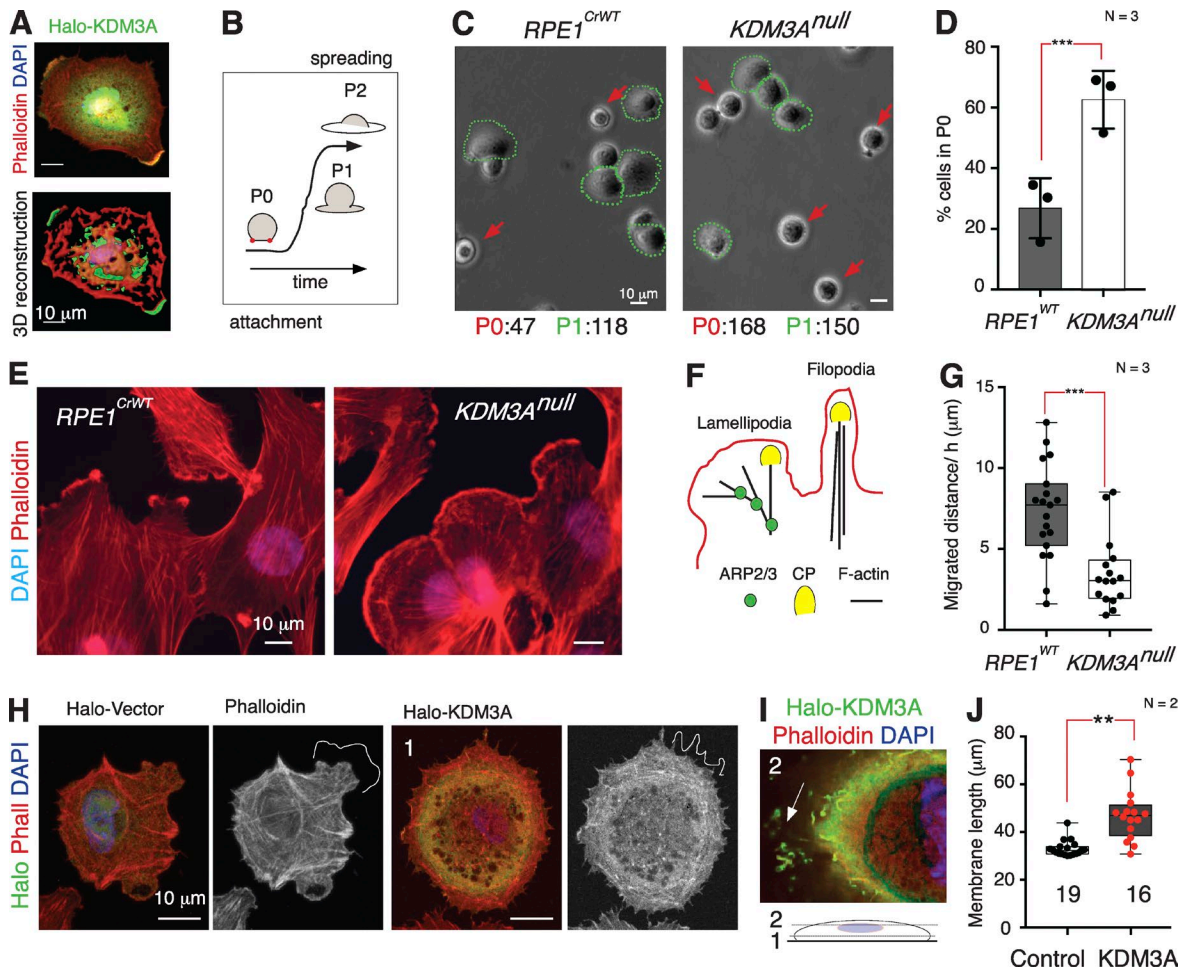 A
Halo-KDM3A
Phalloidin DAPI
3D reconstruction
10 μm
B
spreading
P2
P1
P0
time
attachment
C
RPE1CrWT
KDM3Anull
10 μm
P0:47 P1:118
P0:168 P1:150
D
N = 3
***
% cells in P0
80
60
40
20
0
RPE1WT KDM3Anull
E
DAPI Phalloidin
RPE1CrWT
KDM3Anull
10 μm
F
Filopodia
Lamellipodia
ARP2/3 CP F-actin
G
N = 3
***
Migrated distance/ h (μm)
15
10
5
0
RPE1WT KDM3Anull
H
Halo Phall DAPI
Halo-Vector
Phalloidin
Halo-KDM3A
1
10 μm
I
Halo-KDM3A
Phalloidin DAPI
2
2
1
J
N = 2
**
Membrane length (μm)
80
60
40
20
0
19 16
Control KDM3A